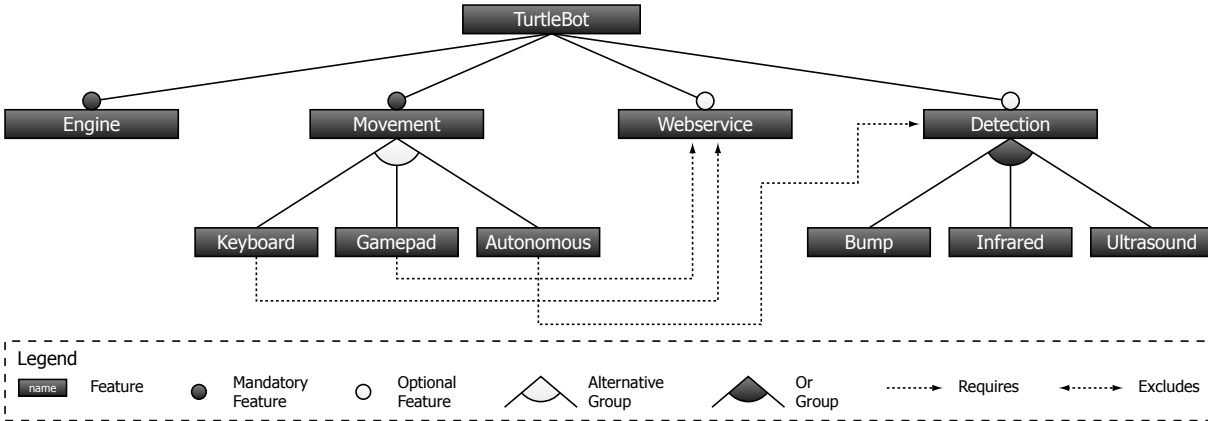 TurtleBot
Engine
Movement
Webservice
Detection
Keyboard
Gamepad
Autonomous
Bump
Infrared
Ultrasound
Legend
name
Feature
Mandatory
Feature
Optional
Feature
Alternative
Group
Or
Group
Requires
Excludes